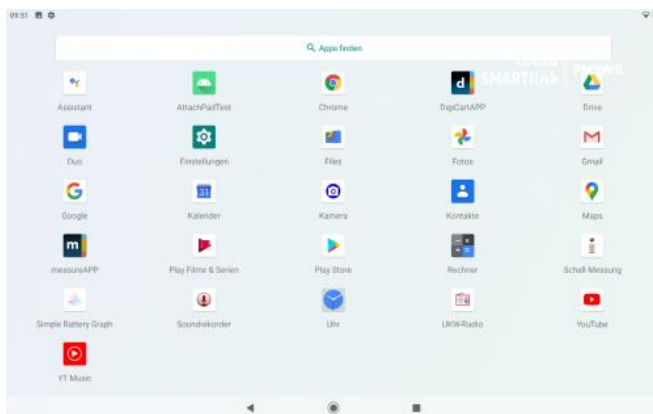 09:51
Apps finden
SMARTlink
Assistant AttachPadTest Chrome DigiCartAPP Drive
Duo Einstellungen Files Fotos Gmail
31
Google Kalender Kamera Kontakte Maps
m
measureAPP Play Filme & Serien Play Store Rechner Schall-Messung
Simple Battery Graph Soundrekorder Uhr UKW-Radio YouTube
YT Music